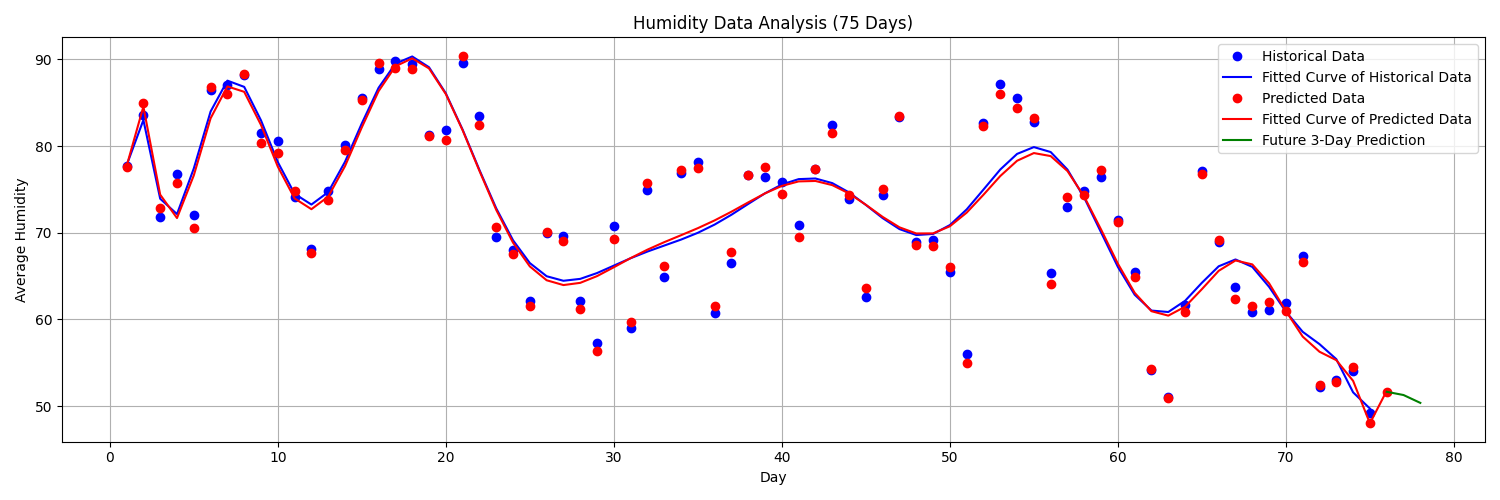 Humidity Data Analysis (75 Days)
Historical Data
Fitted Curve of Historical Data
Predicted Data
Fitted Curve of Predicted Data
Future 3-Day Prediction
Average Humidity
90
80
70
60
50
0 10 20 30 40 50 60 70 80
Day